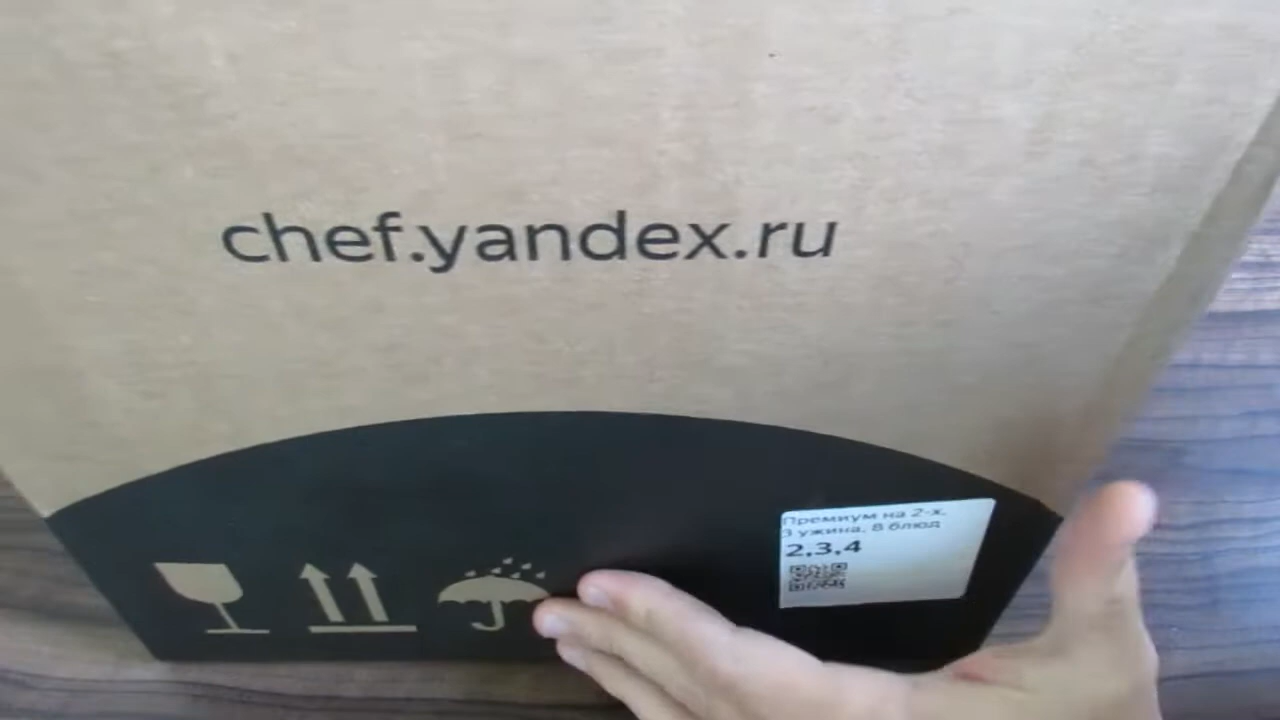 chef.yandex.ru
Премиум на 2-х,
3 ужина, 8 блюд
2,3,4